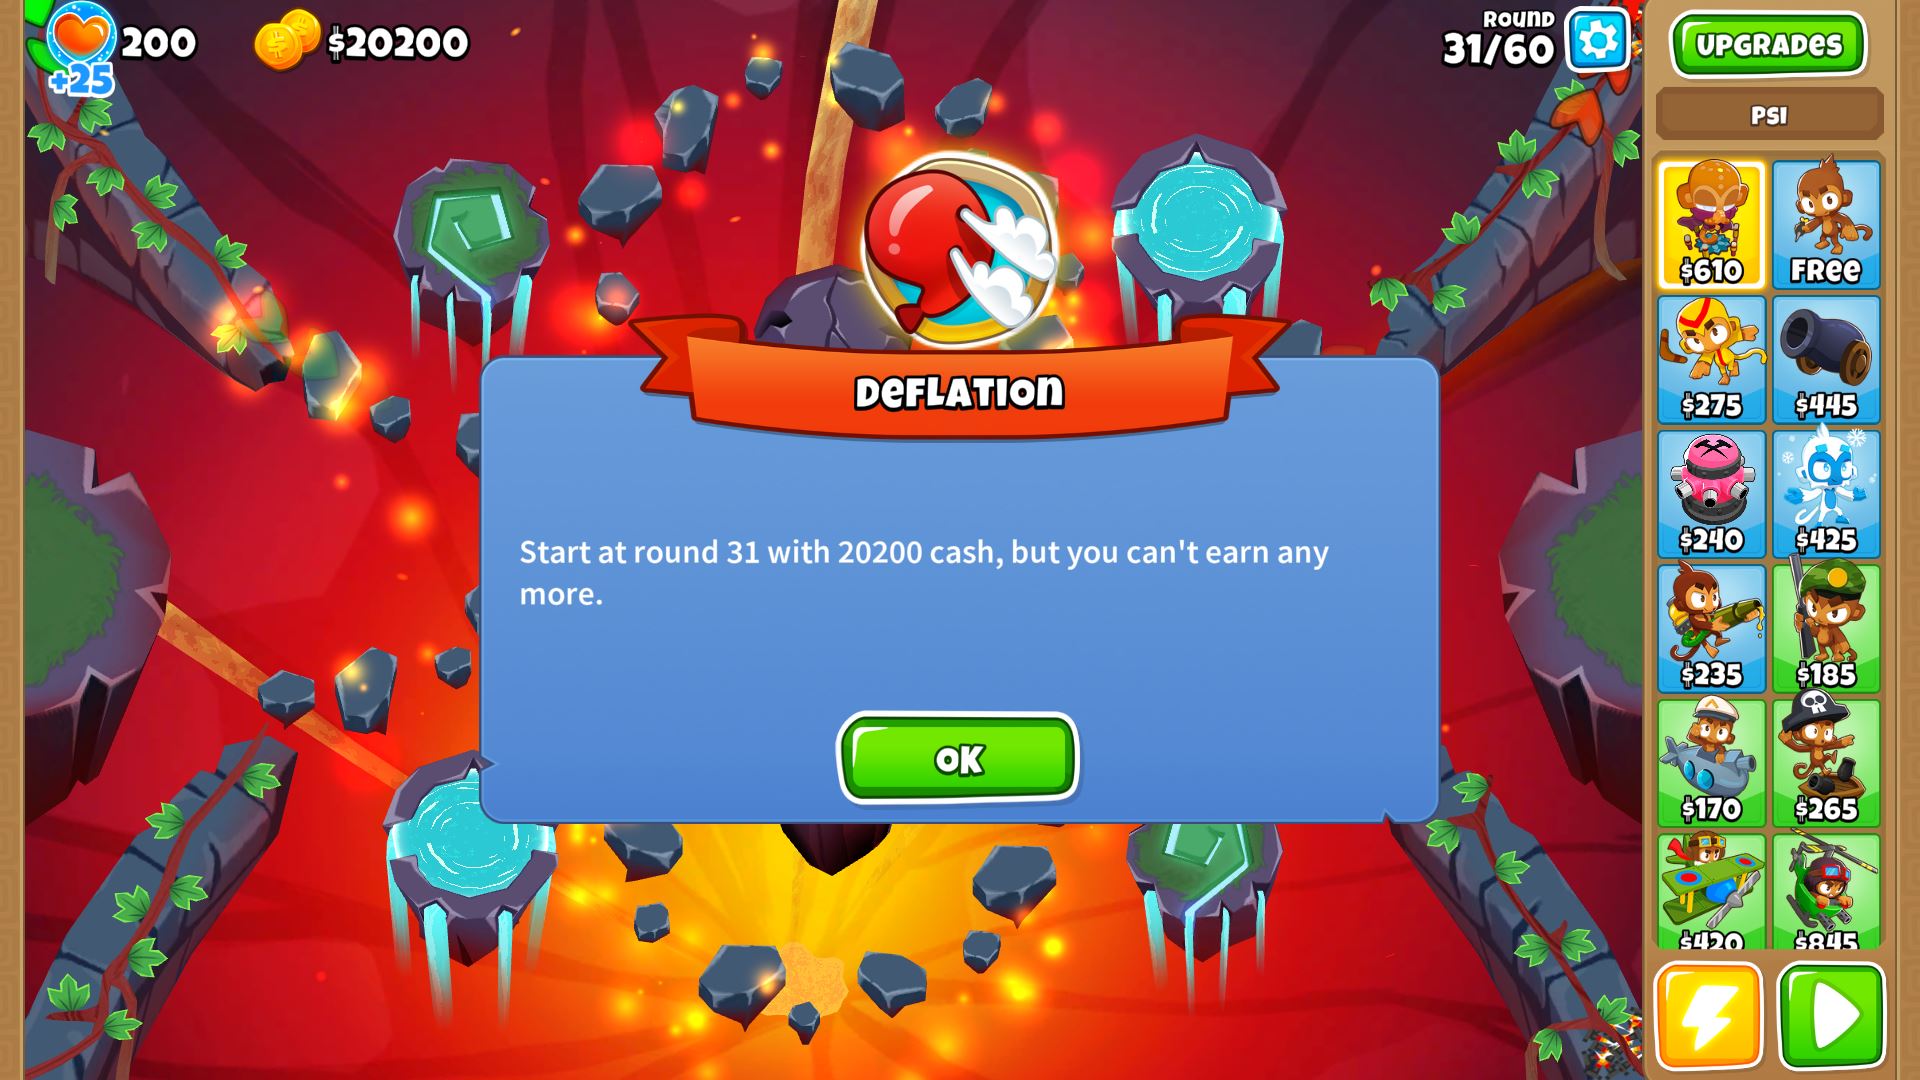 200
+25
$20200
ROUND
31/60
UPGRADES
PSI
$610
FREE
DEFLATION
$275
$445
$240
$425
Start at round 31 with 20200 cash, but you can't earn any
more.
$235
$185
OK
$170
$265
$420
$845